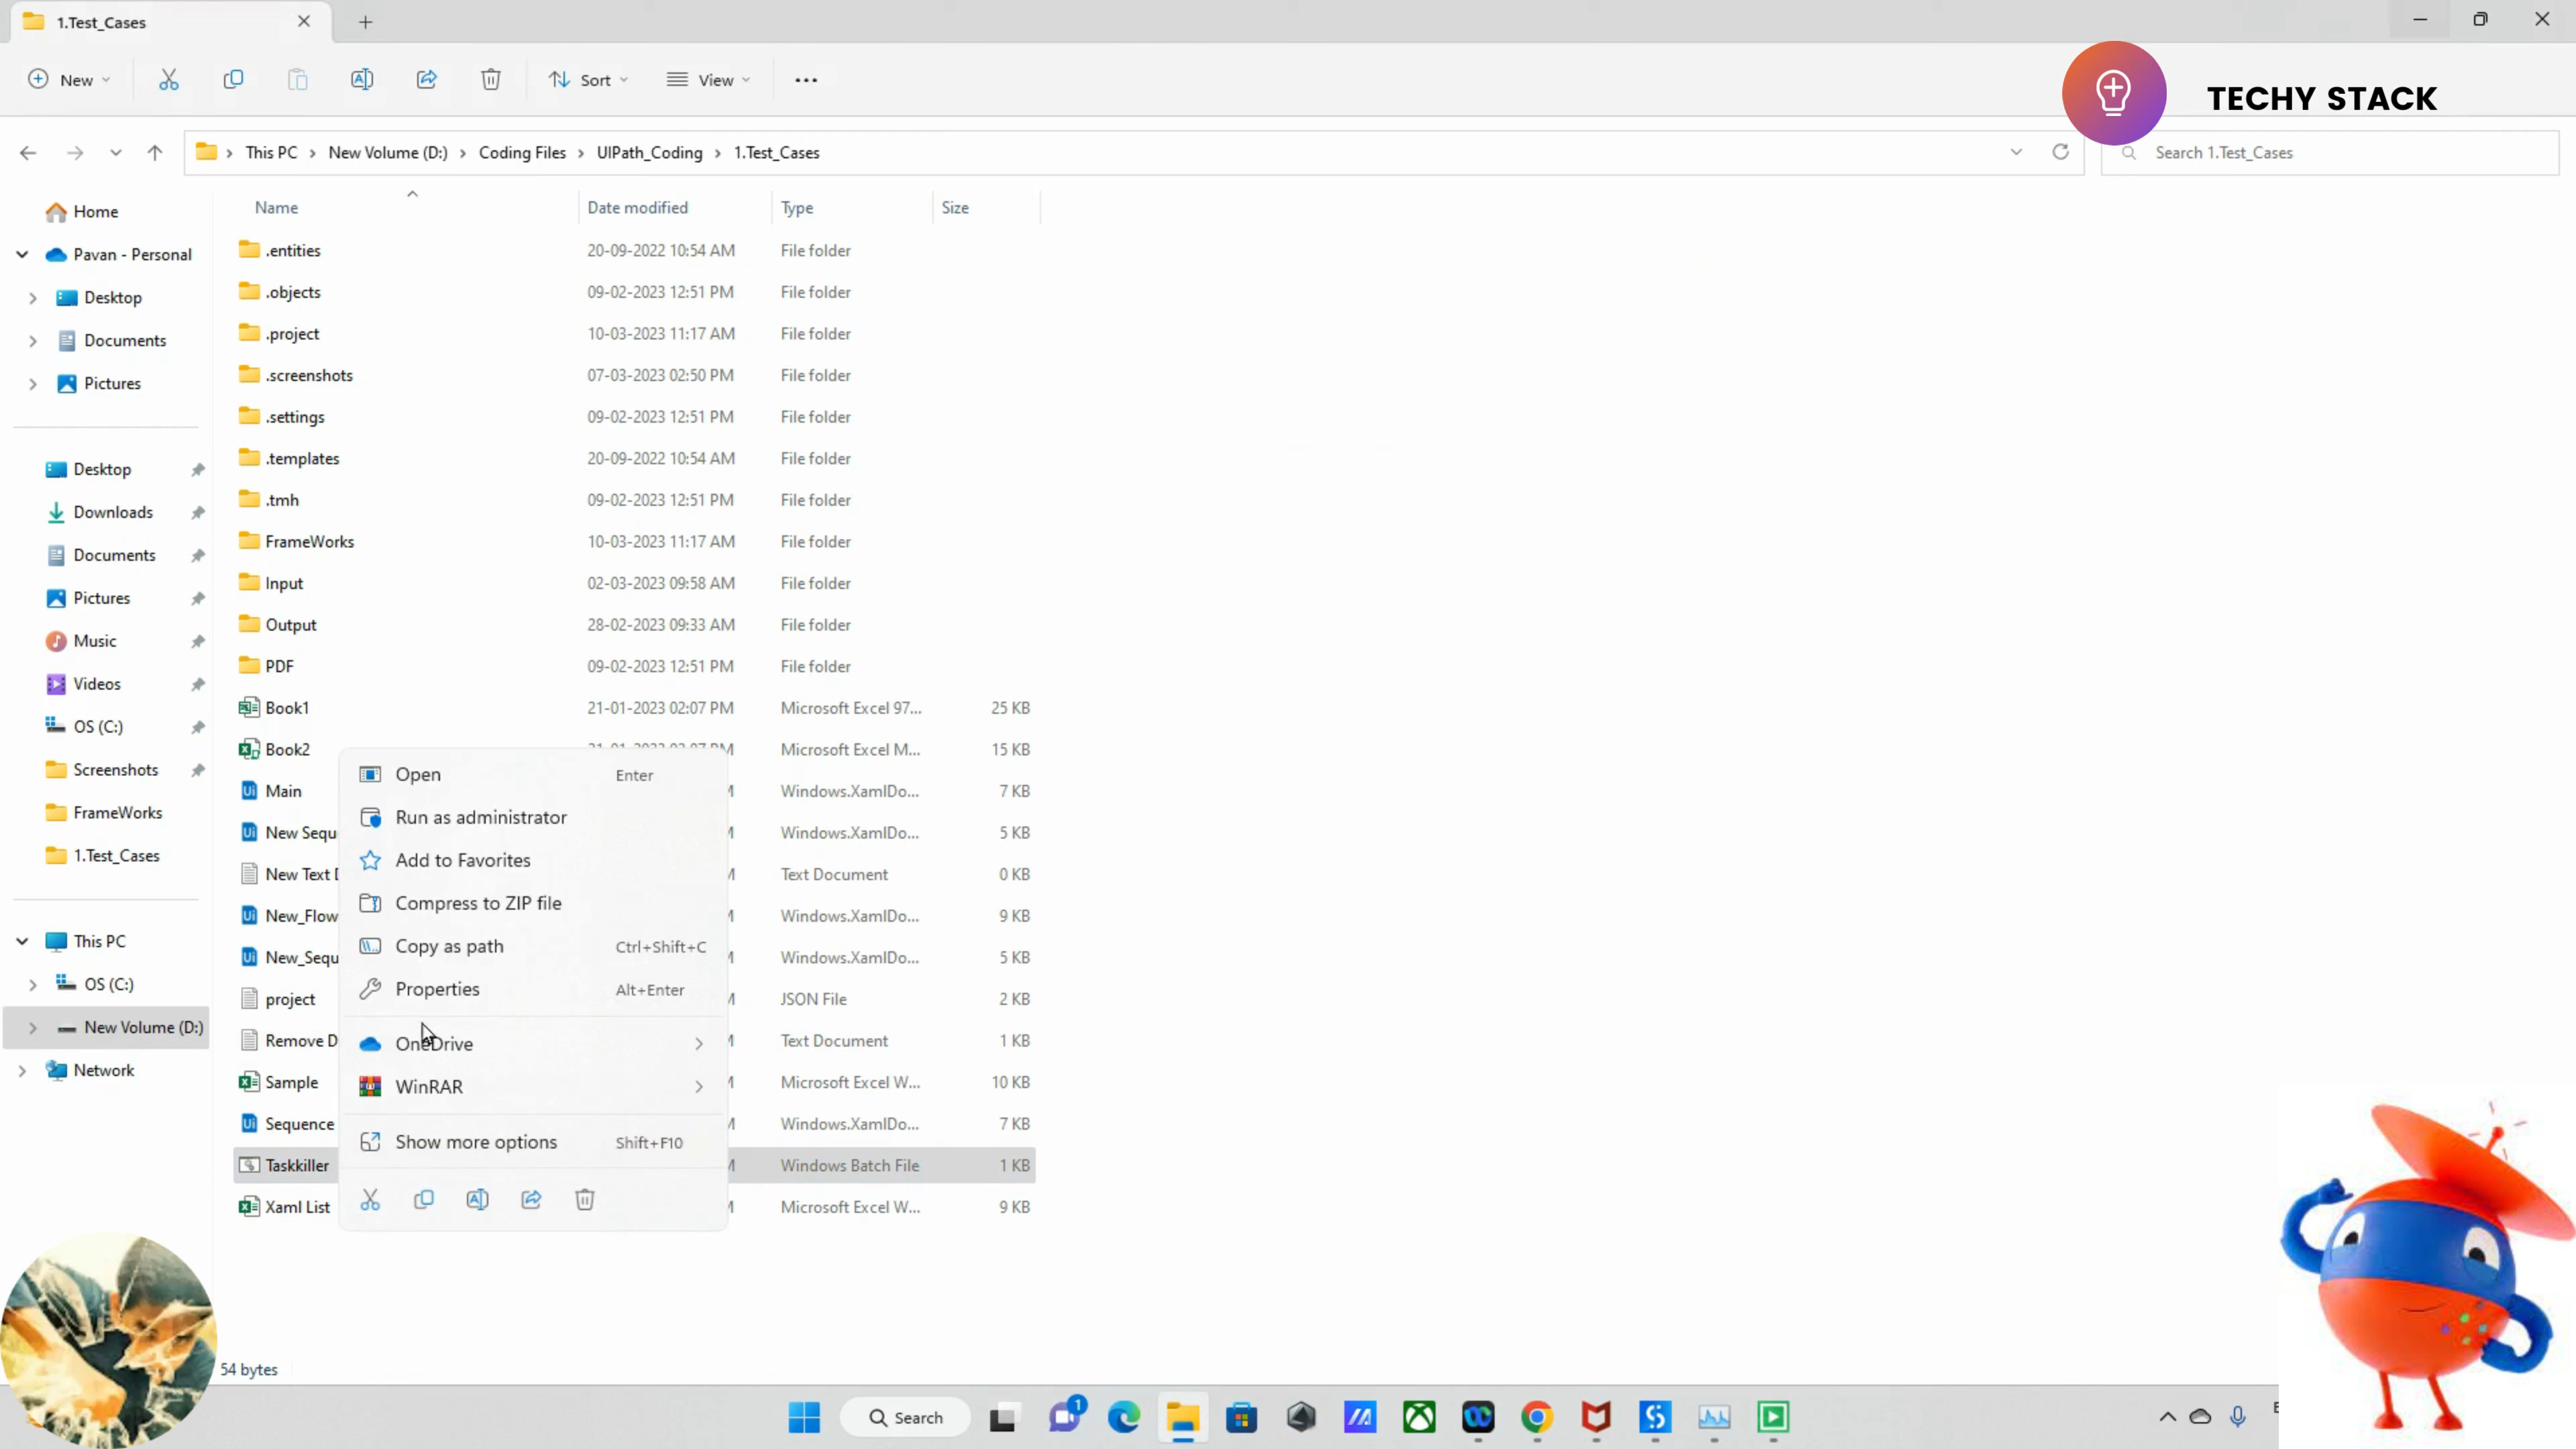 1.Test_Cases
TECHY STACK
New
Sort
View
This PC > New Volume (D:) > Coding Files > UIPath_Coding > 1.Test_Cases
Search 1.Test_Cases
Name Date modified Type Size
Home
Pavan - Personal
Desktop
Documents
Pictures
Desktop
Downloads
Documents
Pictures
Music
Videos
OS (C:)
Screenshots
FrameWorks
1.Test_Cases
This PC
OS (C:)
New Volume (D:)
Network
.entities 20-09-2022 10:54 AM File folder
.objects 09-02-2023 12:51 PM File folder
.project 10-03-2023 11:17 AM File folder
.screenshots 07-03-2023 02:50 PM File folder
.settings 09-02-2023 12:51 PM File folder
.templates 20-09-2022 10:54 AM File folder
.tmh 09-02-2023 12:51 PM File folder
FrameWorks 10-03-2023 11:17 AM File folder
Input 02-03-2023 09:58 AM File folder
Output 28-02-2023 09:33 AM File folder
PDF 09-02-2023 12:51 PM File folder
Book1 21-01-2023 02:07 PM Microsoft Excel 97... 25 KB
Book2 Microsoft Excel M... 15 KB
Main Windows.XamlDo... 7 KB
New Sequ Windows.XamlDo... 5 KB
New Text Text Document 0 KB
New_Flow Windows.XamlDo... 9 KB
New_Sequ Windows.XamlDo... 5 KB
project JSON File 2 KB
Remove D Text Document 1 KB
Sample Microsoft Excel W... 10 KB
Sequence Windows.XamlDo... 7 KB
Taskkiller Windows Batch File 1 KB
Xaml List Microsoft Excel W... 9 KB
Open Enter
Run as administrator
Add to Favorites
Compress to ZIP file
Copy as path Ctrl+Shift+C
Properties Alt+Enter
OneDrive
WinRAR
Show more options Shift+F10
54 bytes
Search
1